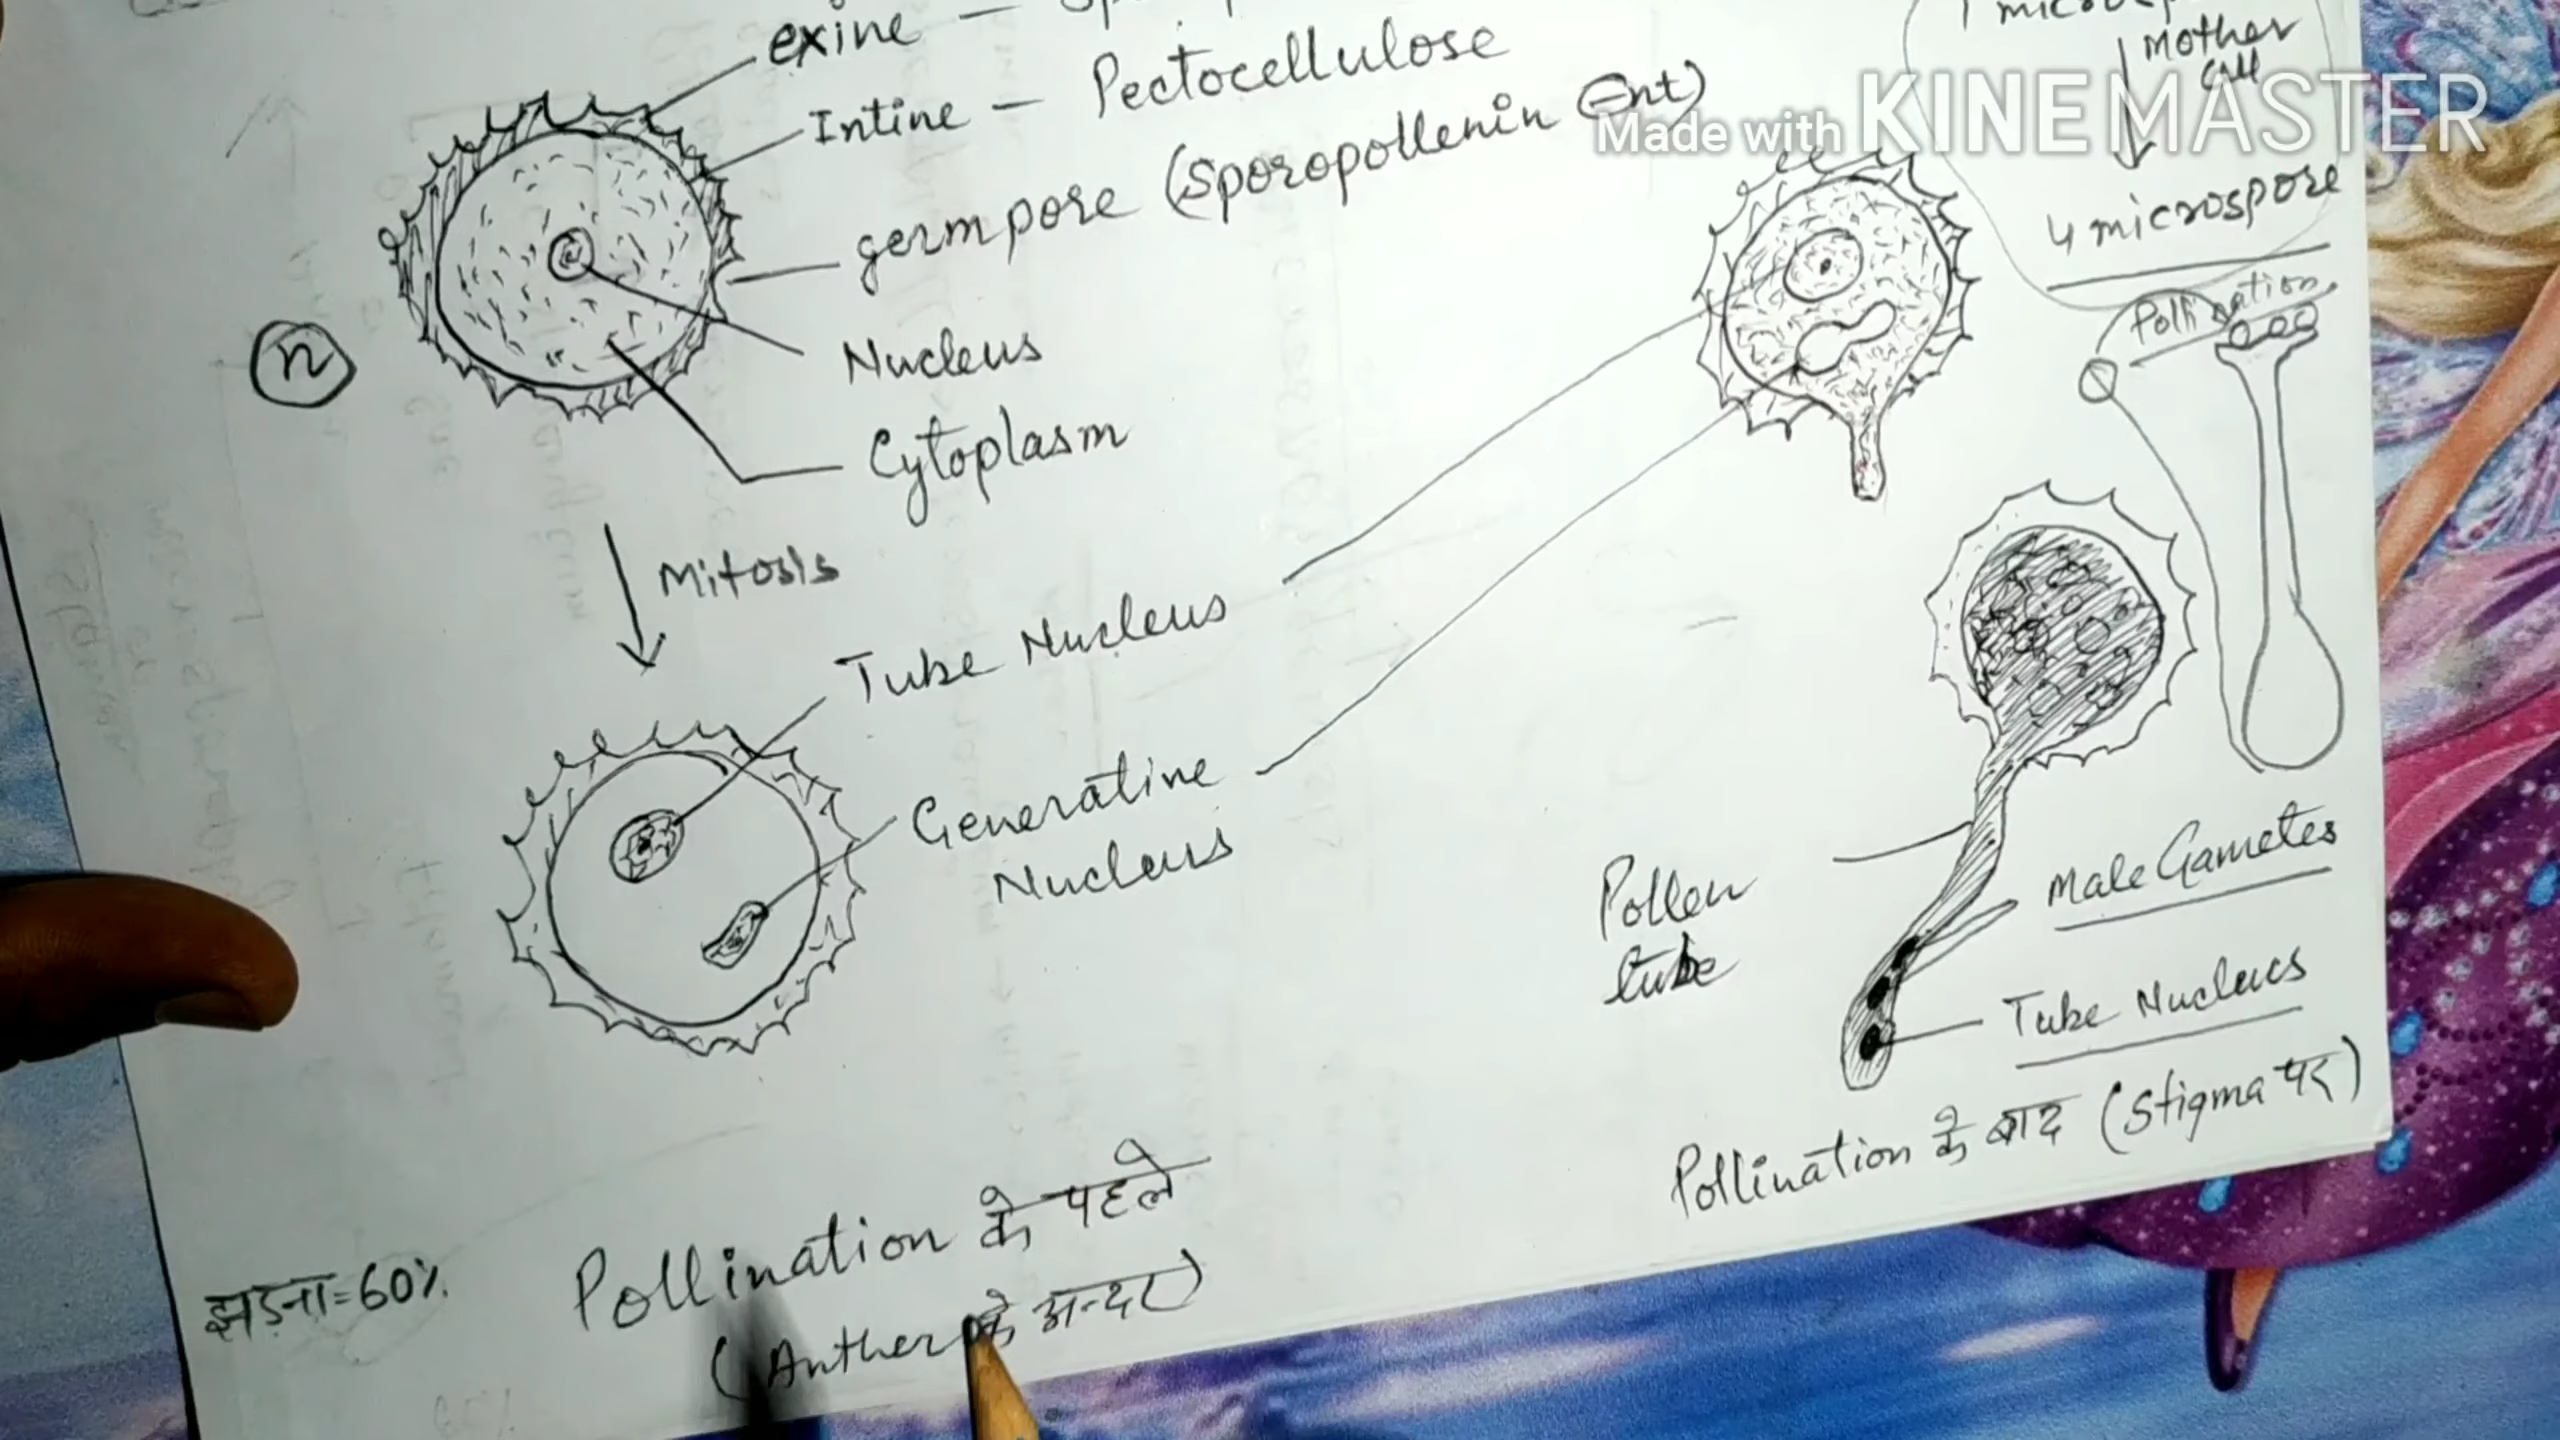 exine —
Intine — Pectocellulose
germpore (Sporopollenin
Nucleus
Cytoplasm
n
Mitosis
Tube Nucleus
Generative
Nucleus
Mother
Cell
4 microspore
Pollination
Pollen
tube
Male Gametes
Tube Nucleus
Pollination के बाद (Stigma पर)
Pollination के पहले
(Anther के अन्दर)
झड़ना=60%
Made with KINEMASTER